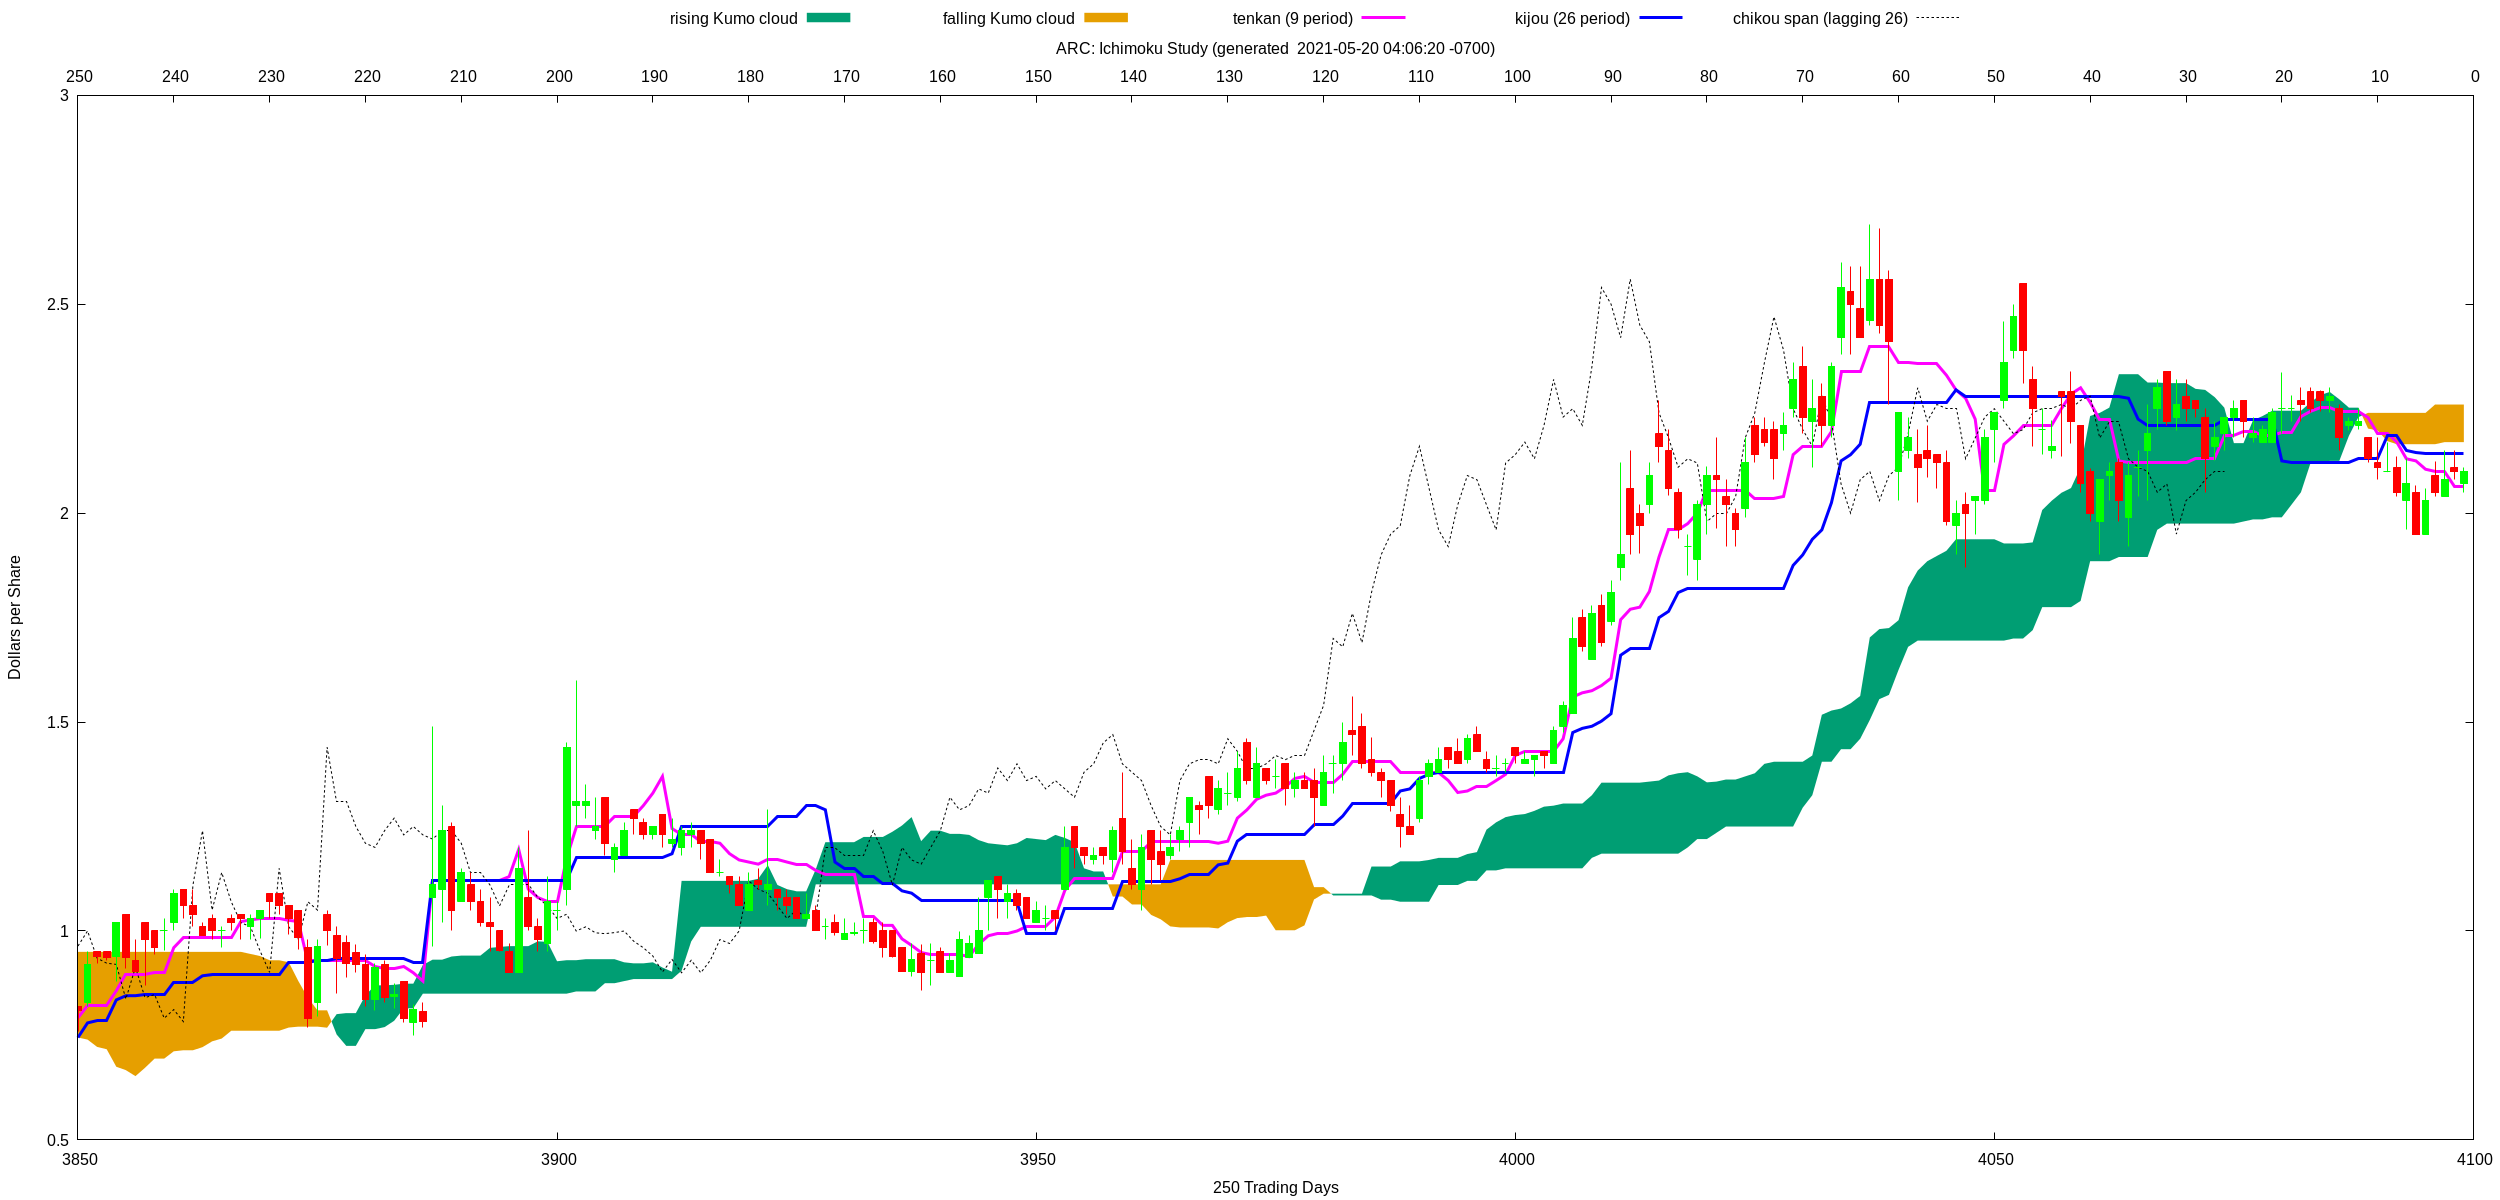 rising Kumo cloud falling Kumo cloud tenkan (9 period) kijou (26 period) chikou span (lagging 26)
ARC: Ichimoku Study (generated  2021-05-20 04:06:20 -0700)
250 240 230 220 210 200 190 180 170 160 150 140 130 120 110 100 90 80 70 60 50 40 30 20 10 0
3
2.5
2
1.5
1
0.5
Dollars per Share
3850 3900 3950 4000 4050 4100
250 Trading Days